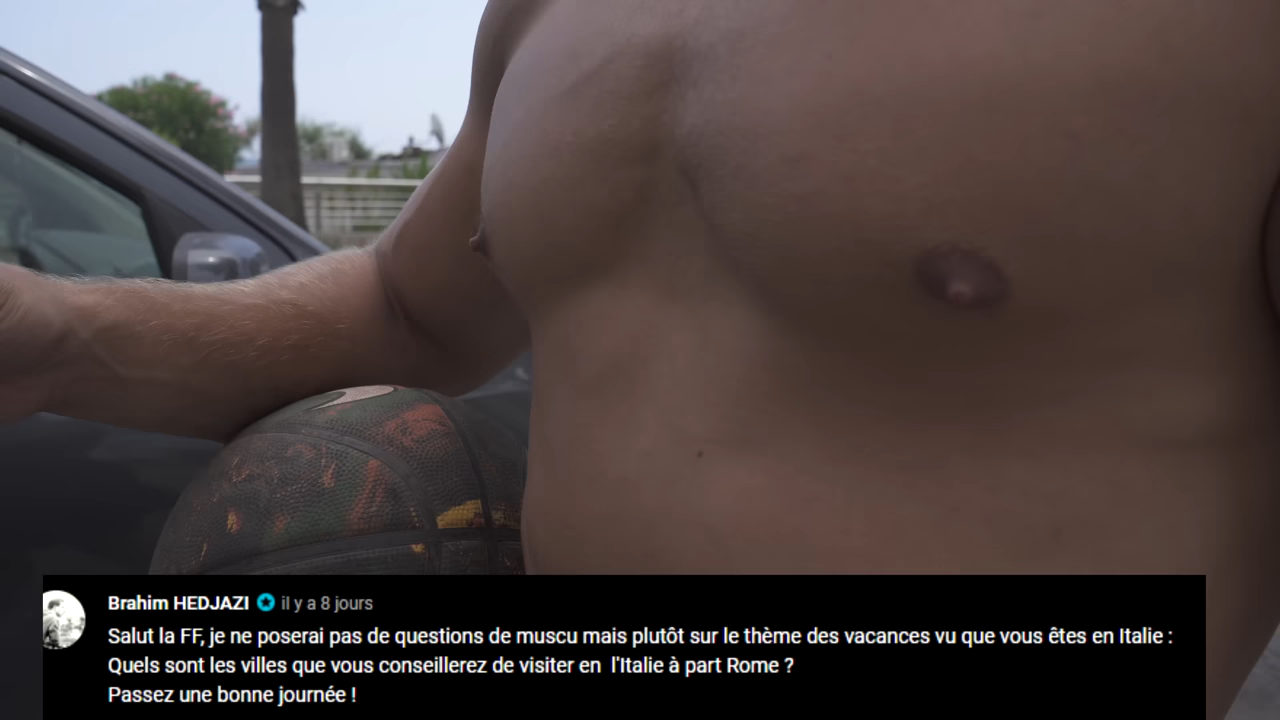 Brahim HEDJAZI il y a 8 jours
Salut la FF, je ne poserai pas de questions de muscu mais plutôt sur le thème des vacances vu que vous êtes en Italie :
Quels sont les villes que vous conseillerez de visiter en l'Italie à part Rome ?
Passez une bonne journée !